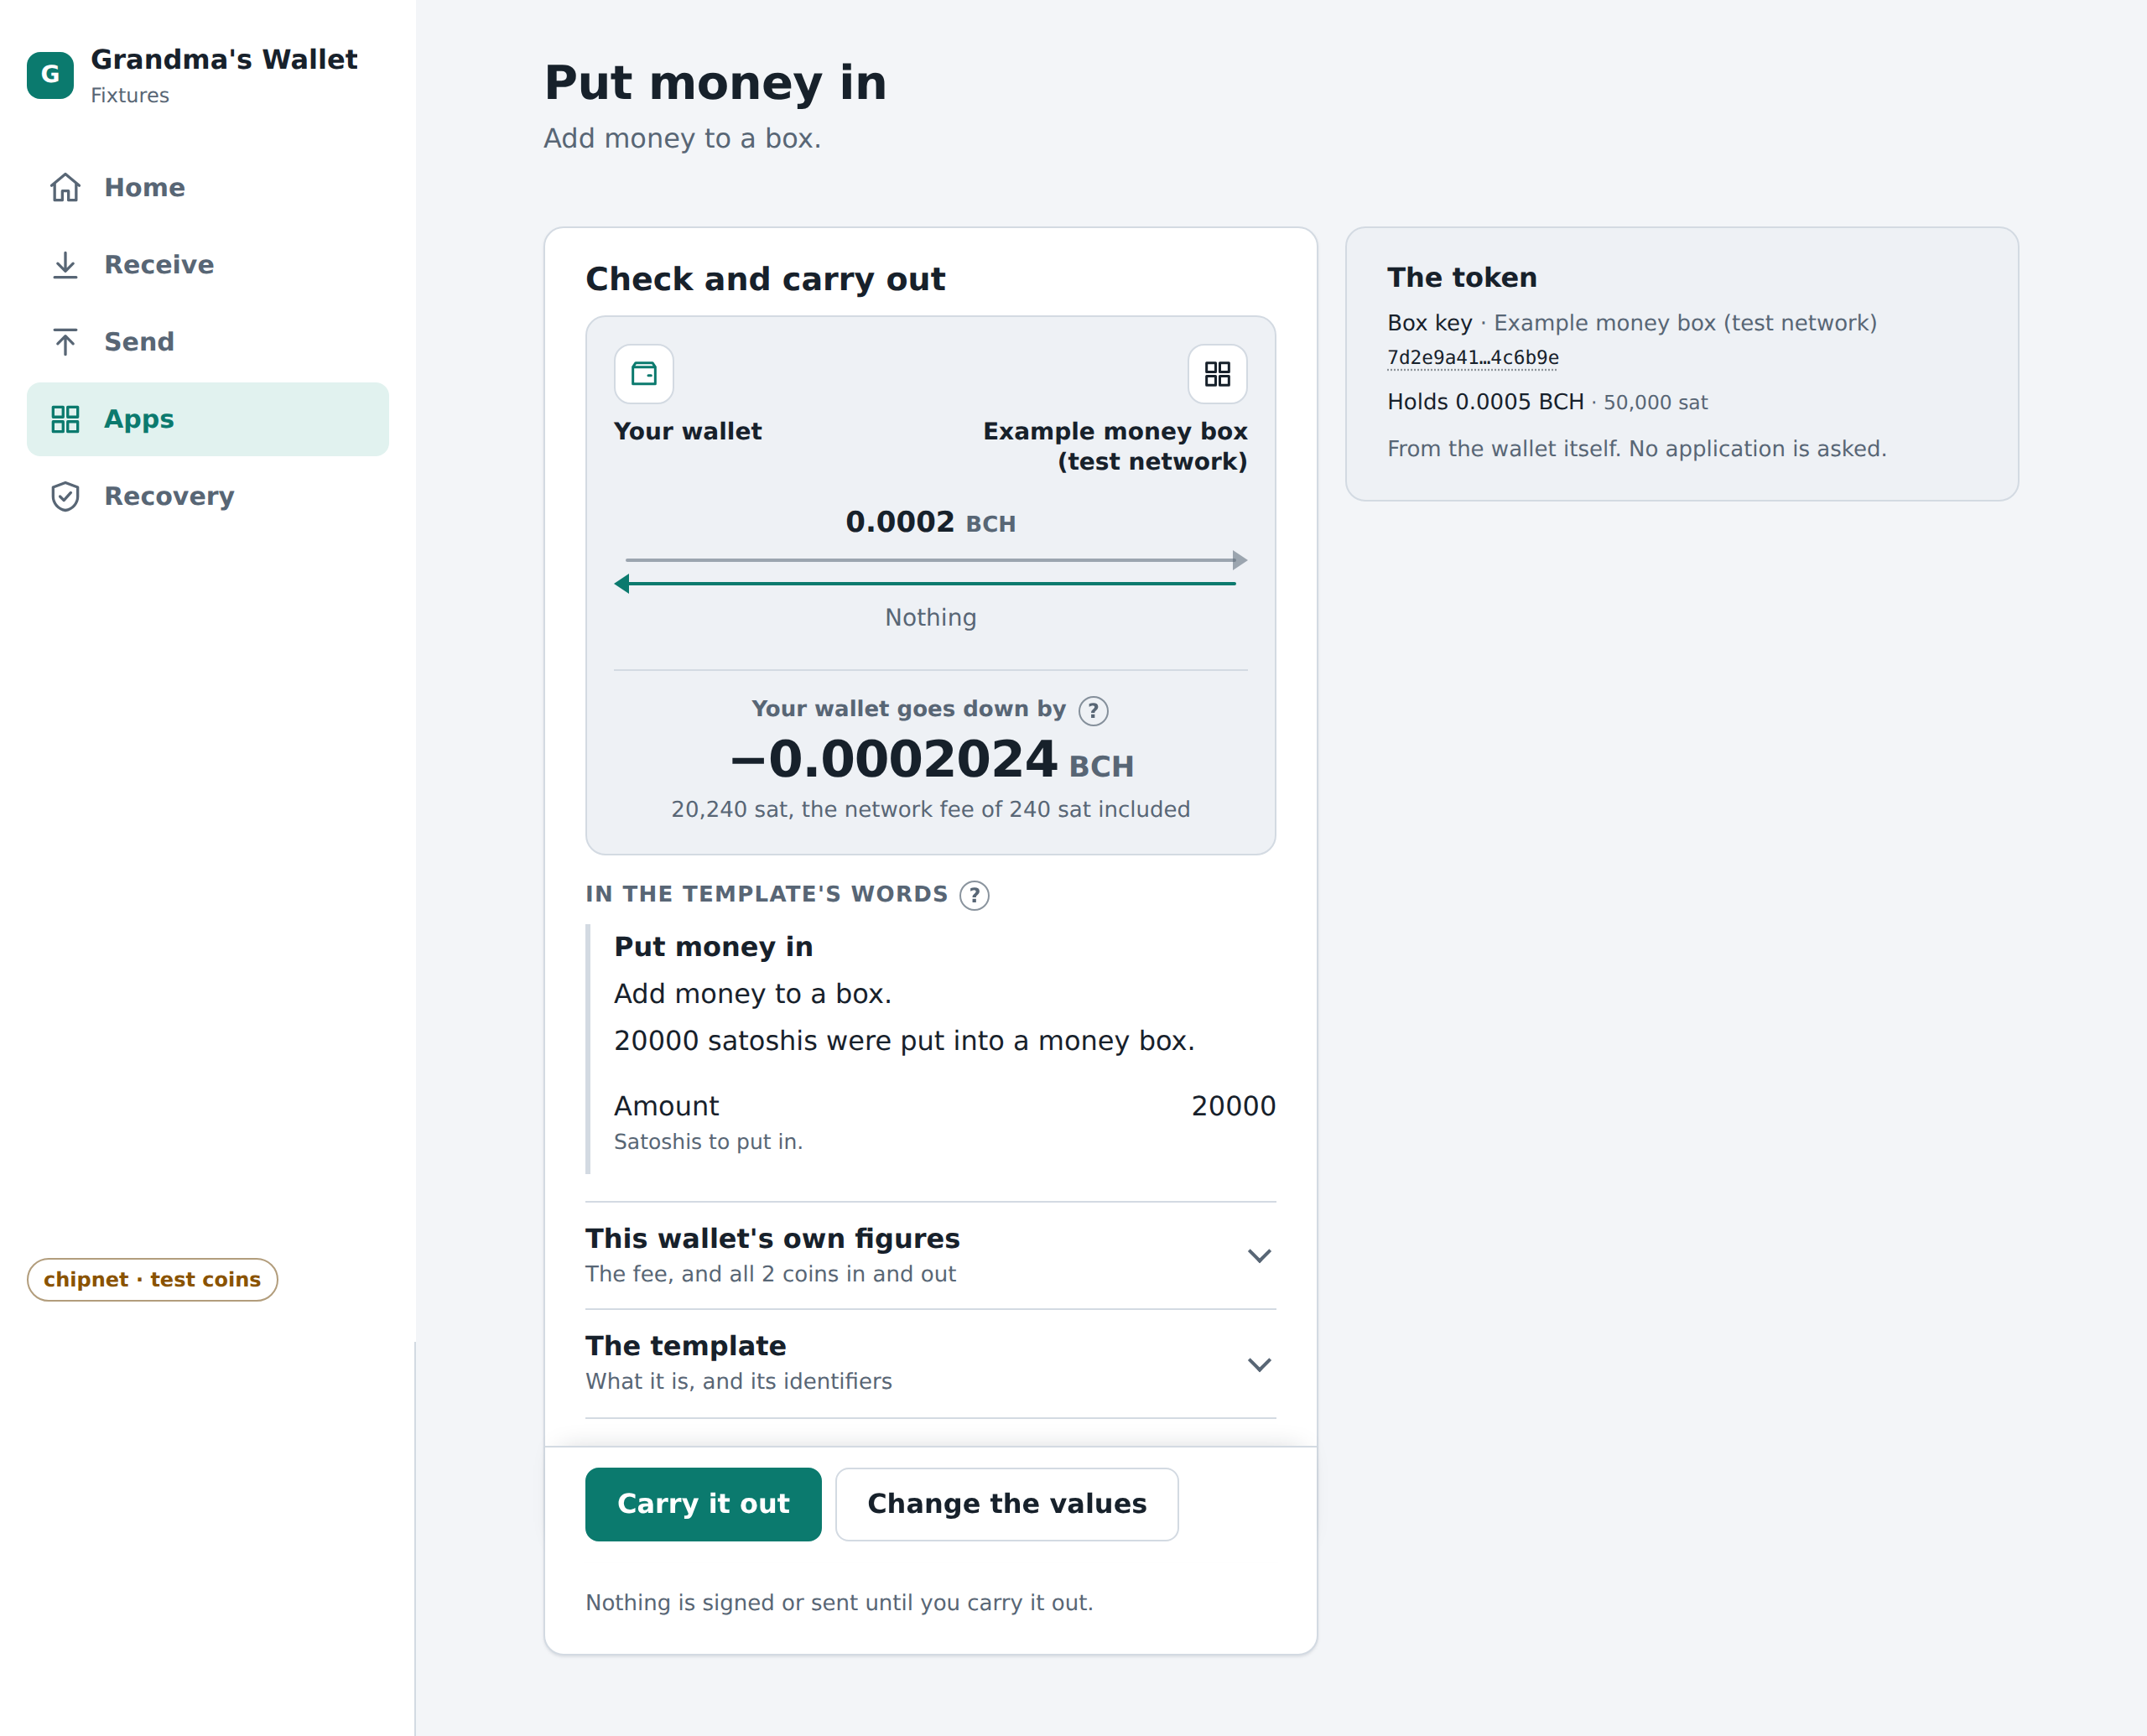 G
Grandma's Wallet
Fixtures
Home
Receive
Send
Apps
Recovery
chipnet · test coins
Put money in
Add money to a box.
Check and carry out
Your wallet
Example money box
(test network)
0.0002 BCH
Nothing
Your wallet goes down by ?
−0.0002024 BCH
20,240 sat, the network fee of 240 sat included
IN THE TEMPLATE'S WORDS ?
Put money in
Add money to a box.
20000 satoshis were put into a money box.
Amount 20000
Satoshis to put in.
This wallet's own figures
The fee, and all 2 coins in and out
The template
What it is, and its identifiers
Carry it out
Change the values
Nothing is signed or sent until you carry it out.
The token
Box key · Example money box (test network)
7d2e9a41…4c6b9e
Holds 0.0005 BCH · 50,000 sat
From the wallet itself. No application is asked.